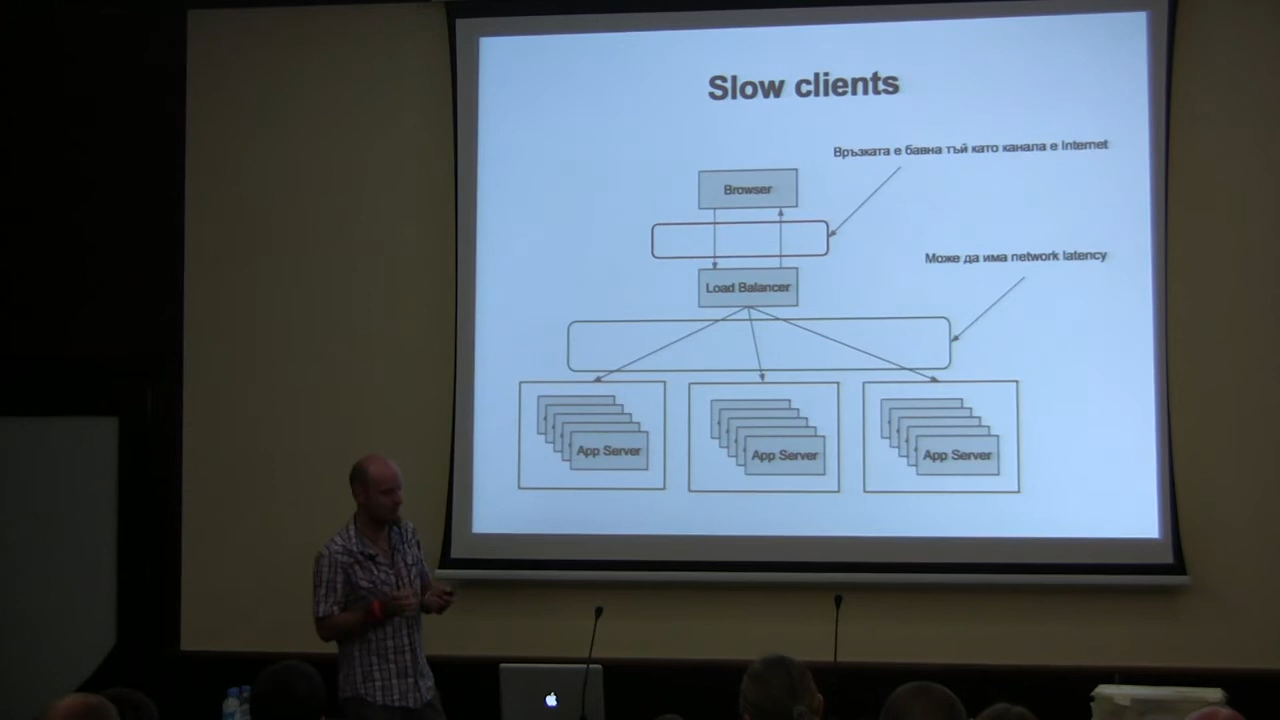 Slow clients
Връзката е бавна тъй като канала е Internet
Browser
Може да има network latency
Load Balancer
App Server
App Server
App Server